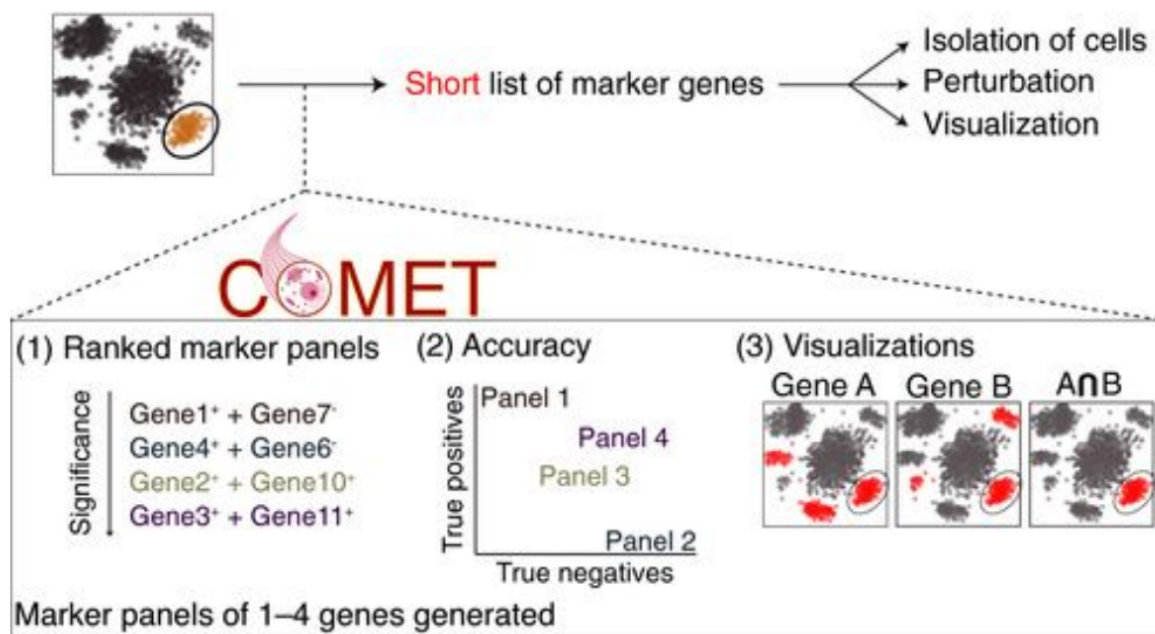 Short list of marker genes
Isolation of cells
Perturbation
Visualization
COMET
(1) Ranked marker panels
Significance
Gene1⁺ + Gene7⁻
Gene4⁺ + Gene6⁻
Gene2⁺ + Gene10⁺
Gene3⁺ + Gene11⁺
(2) Accuracy
True positives
Panel 1
Panel 4
Panel 3
Panel 2
True negatives
(3) Visualizations
Gene A Gene B A∩B
Marker panels of 1–4 genes generated